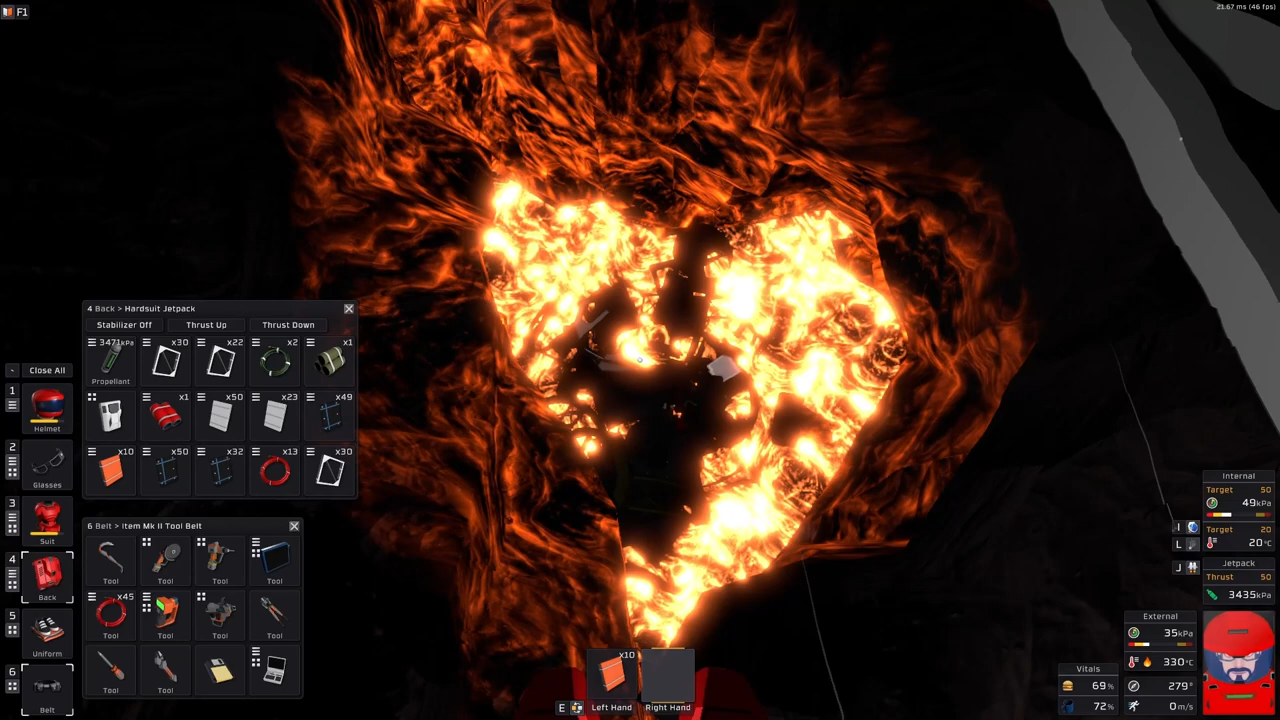 F1
21.67 ms (46 fps)
4 Back > Hardsuit Jetpack
Stabilizer Off
Thrust Up
Thrust Down
3471kPa
x30
x22
x2
x1
Propellant
x1
x50
x23
x49
x10
x50
x32
x13
x30
~
Close All
1
Helmet
2
Glasses
3
Suit
4
Back
5
Uniform
6
Belt
6 Belt > Item Mk II Tool Belt
Tool
Tool
Tool
Tool
x45
Tool
Tool
Tool
Tool
Tool
Tool
x10
E
Left Hand
Right Hand
Internal
Target 50
49kPa
Target 20
20°C
I
L
J
Jetpack
Thrust 50
3435kPa
External
35kPa
330°C
279°
0m/s
Vitals
69%
72%